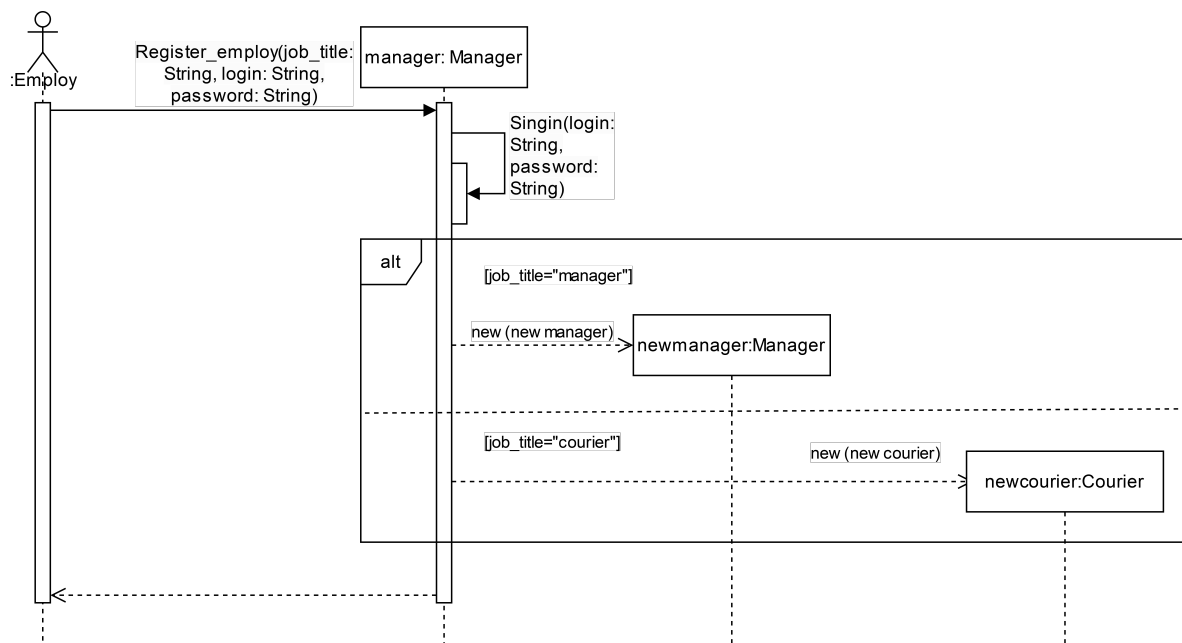 :Employ
Register_employ(job_title:
String, login: String,
password: String)
manager: Manager
Singin(login:
String,
password:
String)
alt
[job_title="manager"]
new (new manager)
newmanager:Manager
[job_title="courier"]
new (new courier)
newcourier:Courier